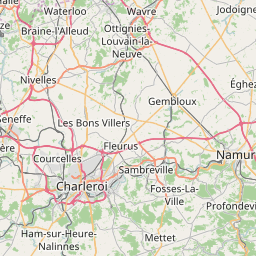 Waterloo
Wavre
Jodoigne
Braine-l'Alleud
Ottignies-
Louvain-la-
Neuve
Nivelles
Éghez
Gembloux
Seneffe
Les Bons Villers
Fleurus
ère
Courcelles
Namur
Sambreville
Charleroi
Fosses-La-
Ville
Profondevi
Ham-sur-Heure-
Nalinnes
Mettet